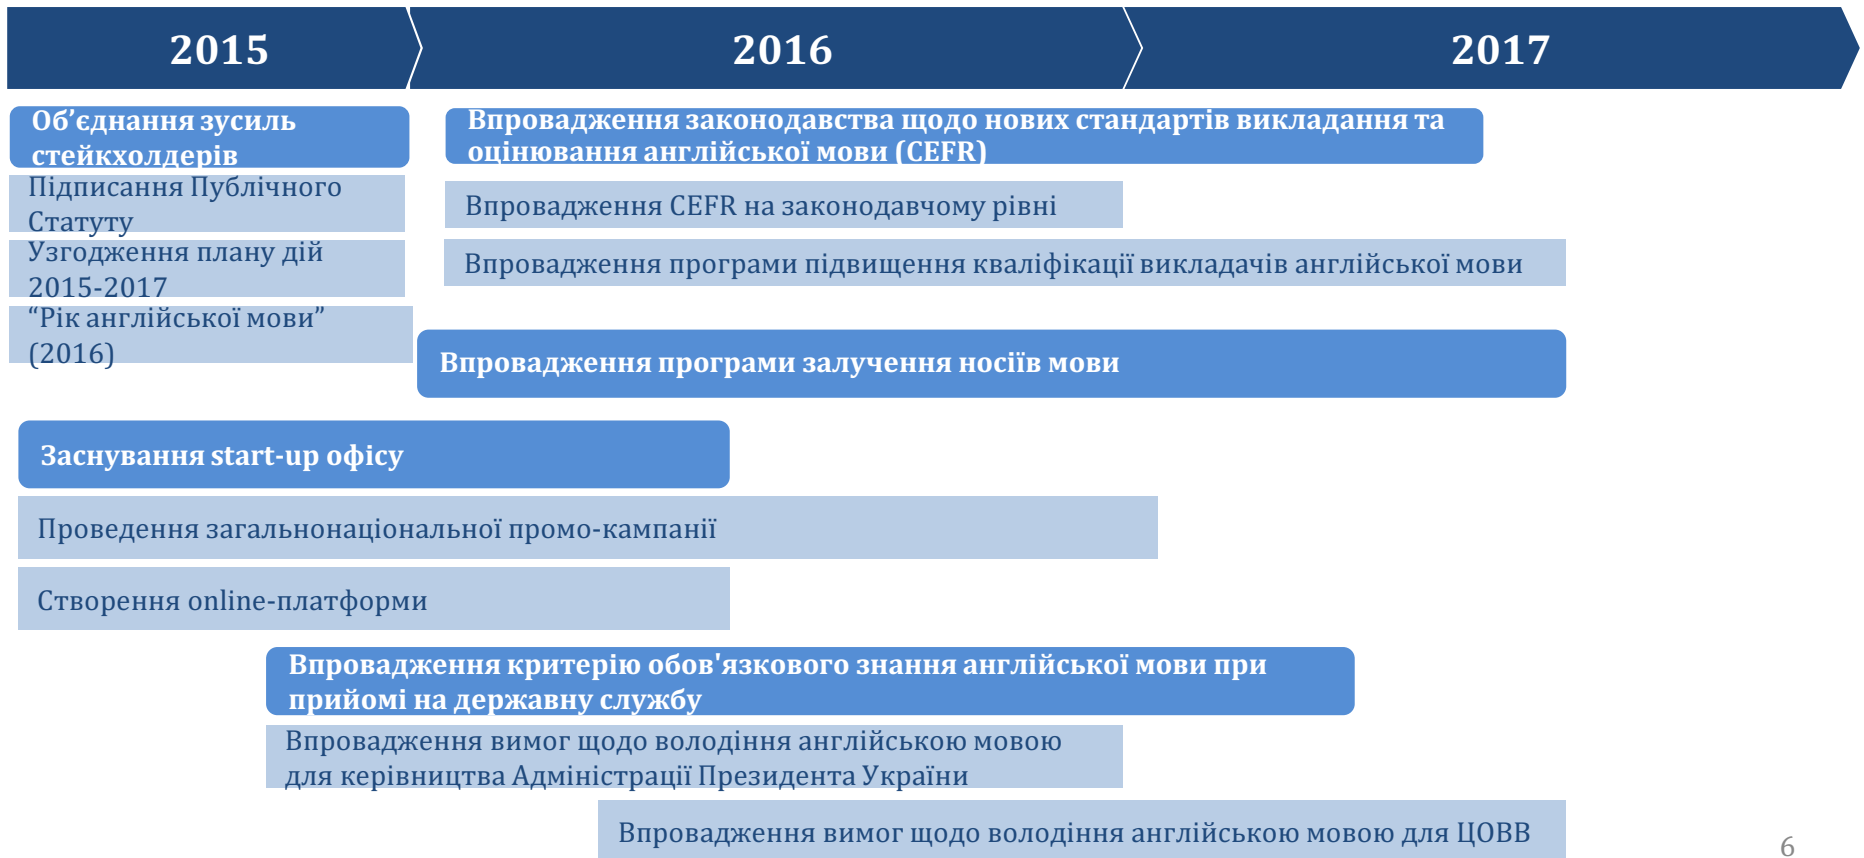 2015
2016
2017
Об’єднання зусиль
стейкхолдерів
Підписання Публічного
Статуту
Узгодження плану дій
2015-2017
“Рік англійської мови”
(2016)
Впровадження законодавства щодо нових стандартів викладання та
оцінювання англійської мови (CEFR)
Впровадження CEFR на законодавчому рівні
Впровадження програми підвищення кваліфікації викладачів англійської мови
Впровадження програми залучення носіїв мови
Заснування start-up офісу
Проведення загальнонаціональної промо-кампанії
Створення online-платформи
Впровадження критерію обов'язкового знання англійської мови при
прийомі на державну службу
Впровадження вимог щодо володіння англійською мовою
для керівництва Адміністрації Президента України
Впровадження вимог щодо володіння англійською мовою для ЦОВВ
6